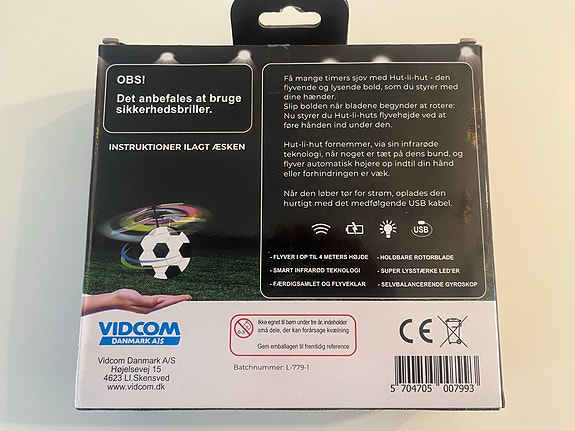 OBS!
Det anbefales at bruge
sikkerhedsbriller.
INSTRUKTIONER ILAGT ÆSKEN
Få mange timers sjov med Hut-li-hut - den
flyvende og lysende bold, som du styrer med
dine hænder.
Slip bolden når bladene begynder at rotere:
Nu styrer du Hut-li-huts flyvehøjde ved at
føre hånden ind under den.
Hut-li-hut fornemmer, via sin infrarøde
teknologi, når noget er tæt på dens bund, og
flyver automatisk højere op indtil din hånd
eller forhindringen er væk.
Når den løber tør for strøm, oplades den
hurtigt med det medfølgende USB kabel.
USB
- FLYVER I OP TIL 4 METERS HØJDE
- SMART INFRARØD TEKNOLOGI
- FÆRDIGSAMLET OG FLYVEKLAR
- HOLDBARE ROTORBLADE
- SUPER LYSSTÆRKE LED'ER
- SELVBALANCERENDE GYROSKOP
VIDCOM
DANMARK A/S
Vidcom Danmark A/S
Højelsevej 15
4623 Ll.Skensved
www.vidcom.dk
0-3
Ikke egnet til børn under tre år, indeholder
små dele, der kan forårsage kvælning
Gem emballagen til fremtidig reference
Batchnummer: L-779-1
CE
5 704705 007993